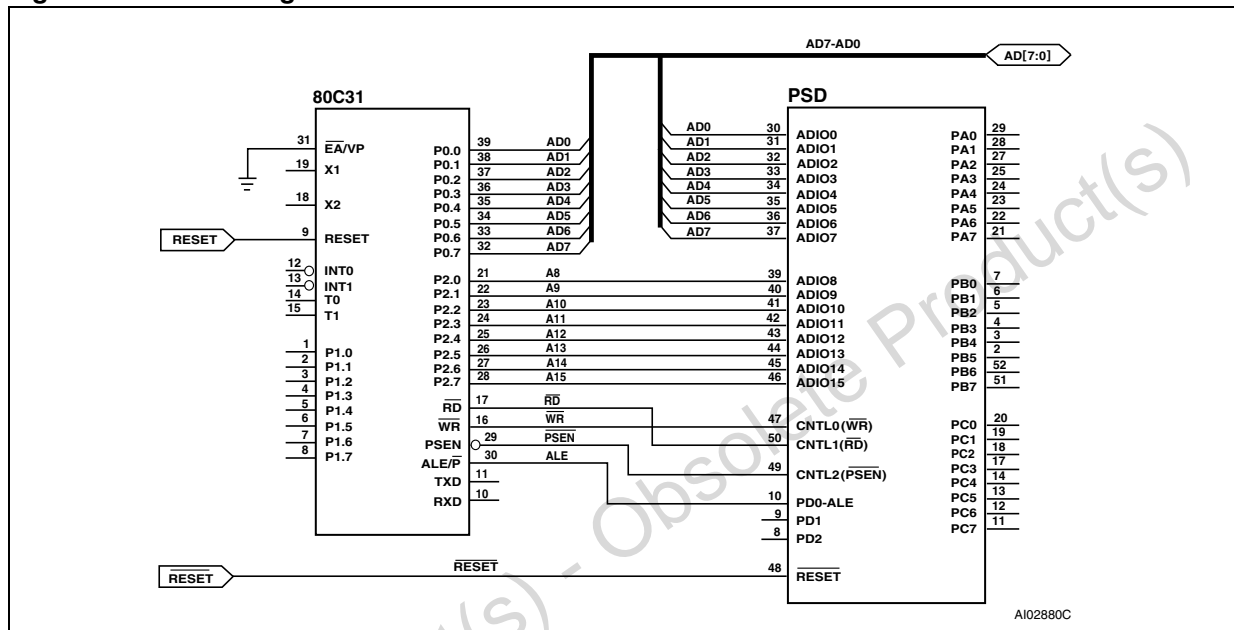 AD7-AD0
AD[7:0]
80C31
PSD
31 EA/VP
19 X1
18 X2
RESET 9 RESET
12 INT0
13 INT1
14 T0
15 T1
1 P1.0
2 P1.1
3 P1.2
4 P1.3
5 P1.4
6 P1.5
7 P1.6
8 P1.7
P0.0 39 AD0
P0.1 38 AD1
P0.2 37 AD2
P0.3 36 AD3
P0.4 35 AD4
P0.5 34 AD5
P0.6 33 AD6
P0.7 32 AD7
P2.0 21 A8
P2.1 22 A9
P2.2 23 A10
P2.3 24 A11
P2.4 25 A12
P2.5 26 A13
P2.6 27 A14
P2.7 28 A15
RD 17 RD
WR 16 WR
PSEN 29 PSEN
ALE/P 30 ALE
TXD 11
RXD 10
AD0 30 ADIO0
AD1 31 ADIO1
AD2 32 ADIO2
AD3 33 ADIO3
AD4 34 ADIO4
AD5 35 ADIO5
AD6 36 ADIO6
AD7 37 ADIO7
39 ADIO8
40 ADIO9
41 ADIO10
42 ADIO11
43 ADIO12
44 ADIO13
45 ADIO14
46 ADIO15
47 CNTL0(WR)
50 CNTL1(RD)
49 CNTL2(PSEN)
10 PD0-ALE
9 PD1
8 PD2
RESET RESET 48 RESET
PA0 29
PA1 28
PA2 27
PA3 25
PA4 24
PA5 23
PA6 22
PA7 21
PB0 7
PB1 6
PB2 5
PB3 4
PB4 3
PB5 2
PB6 52
PB7 51
PC0 20
PC1 19
PC2 18
PC3 17
PC4 14
PC5 13
PC6 12
PC7 11
AI02880C
(s) - Obsolete Product(s)